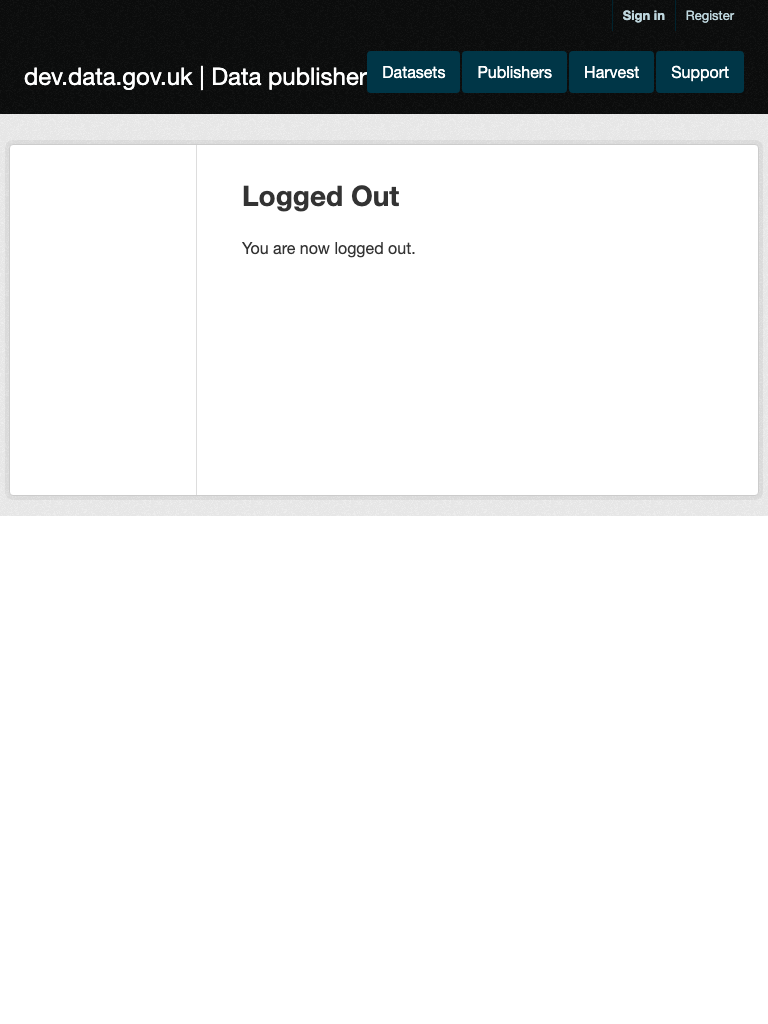 Sign in
Register
dev.data.gov.uk | Data publisher
Datasets
Publishers
Harvest
Support
Logged Out
You are now logged out.